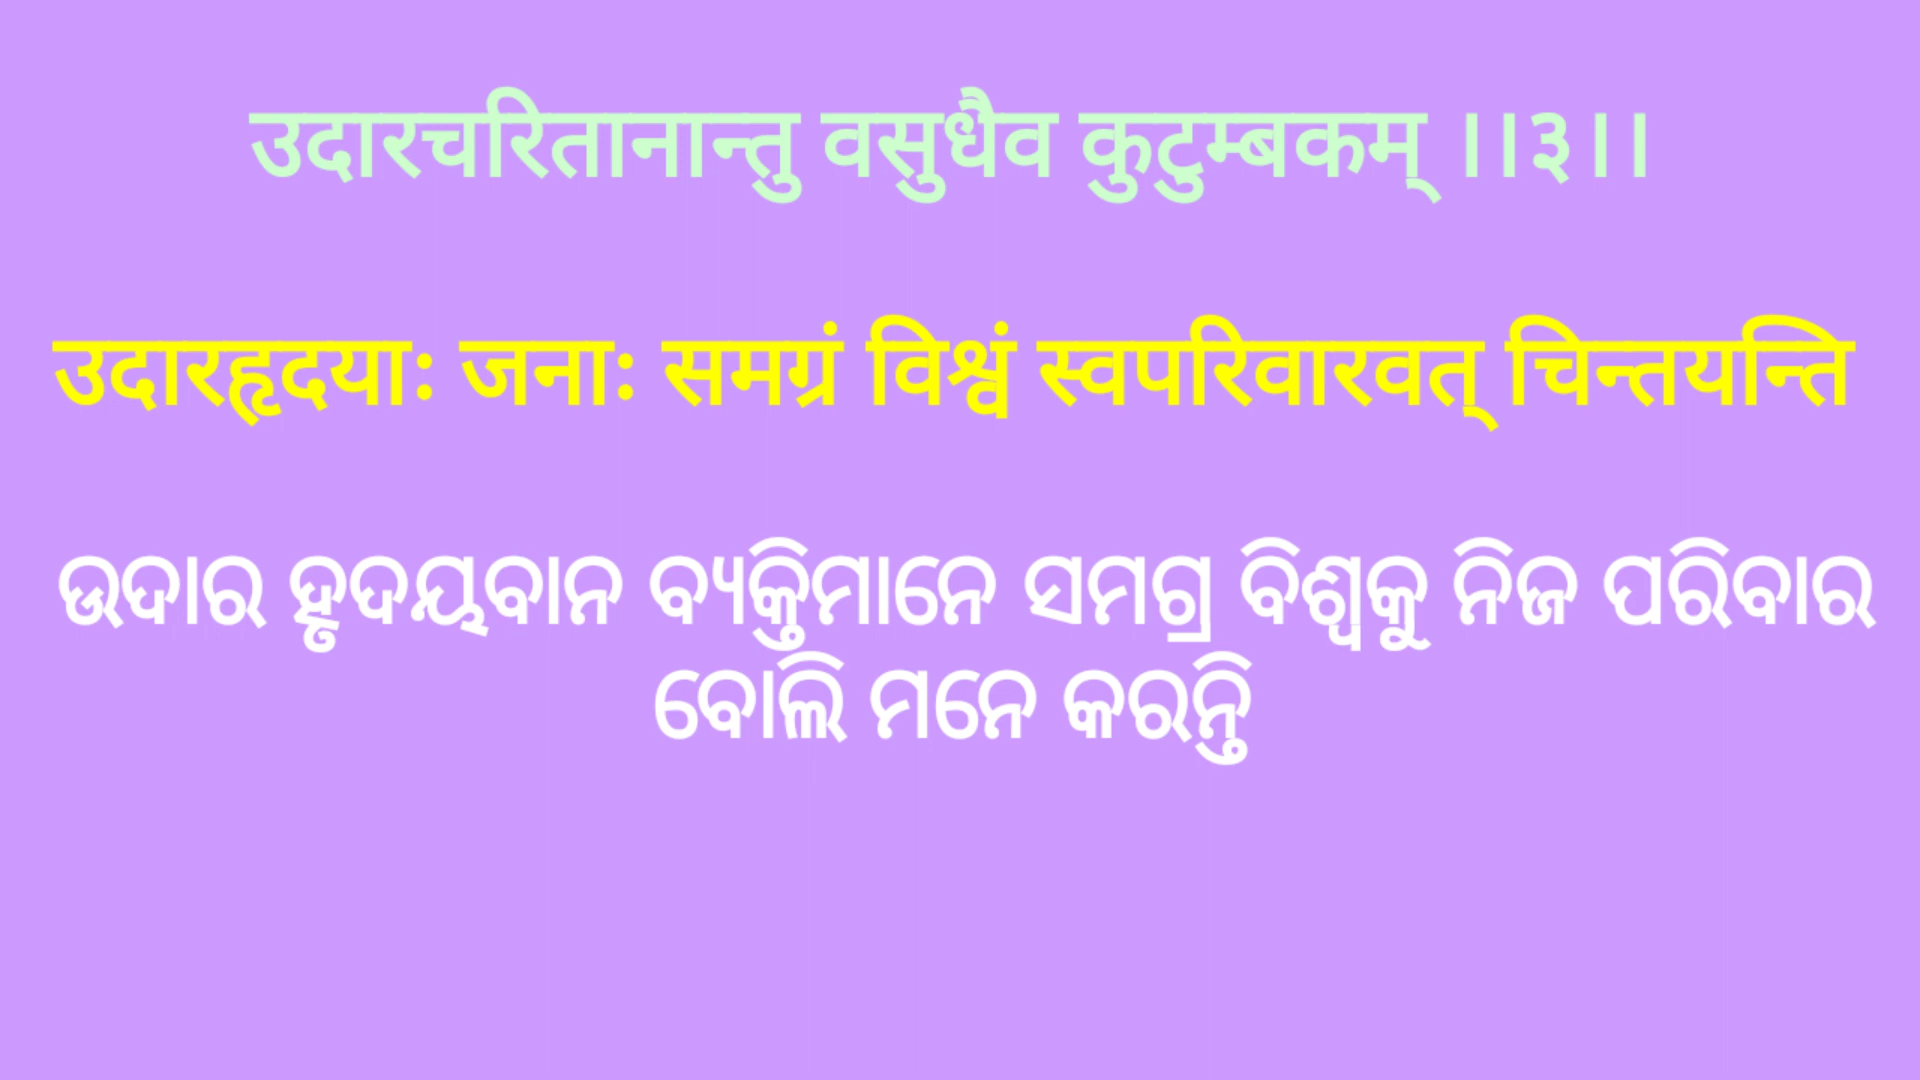 उदारचरितानान्तु वसुधैव कुटुम्बकम् ।।३।।
उदारहृदयाः जनाः समग्रं विश्वं स्वपरिवारवत् चिन्तयन्ति
ଉଦାର ହୃଦୟବାନ ବ୍ୟକ୍ତିମାନେ ସମଗ୍ର ବିଶ୍ୱକୁ ନିଜ ପରିବାର
ବୋଲି ମନେ କରନ୍ତି